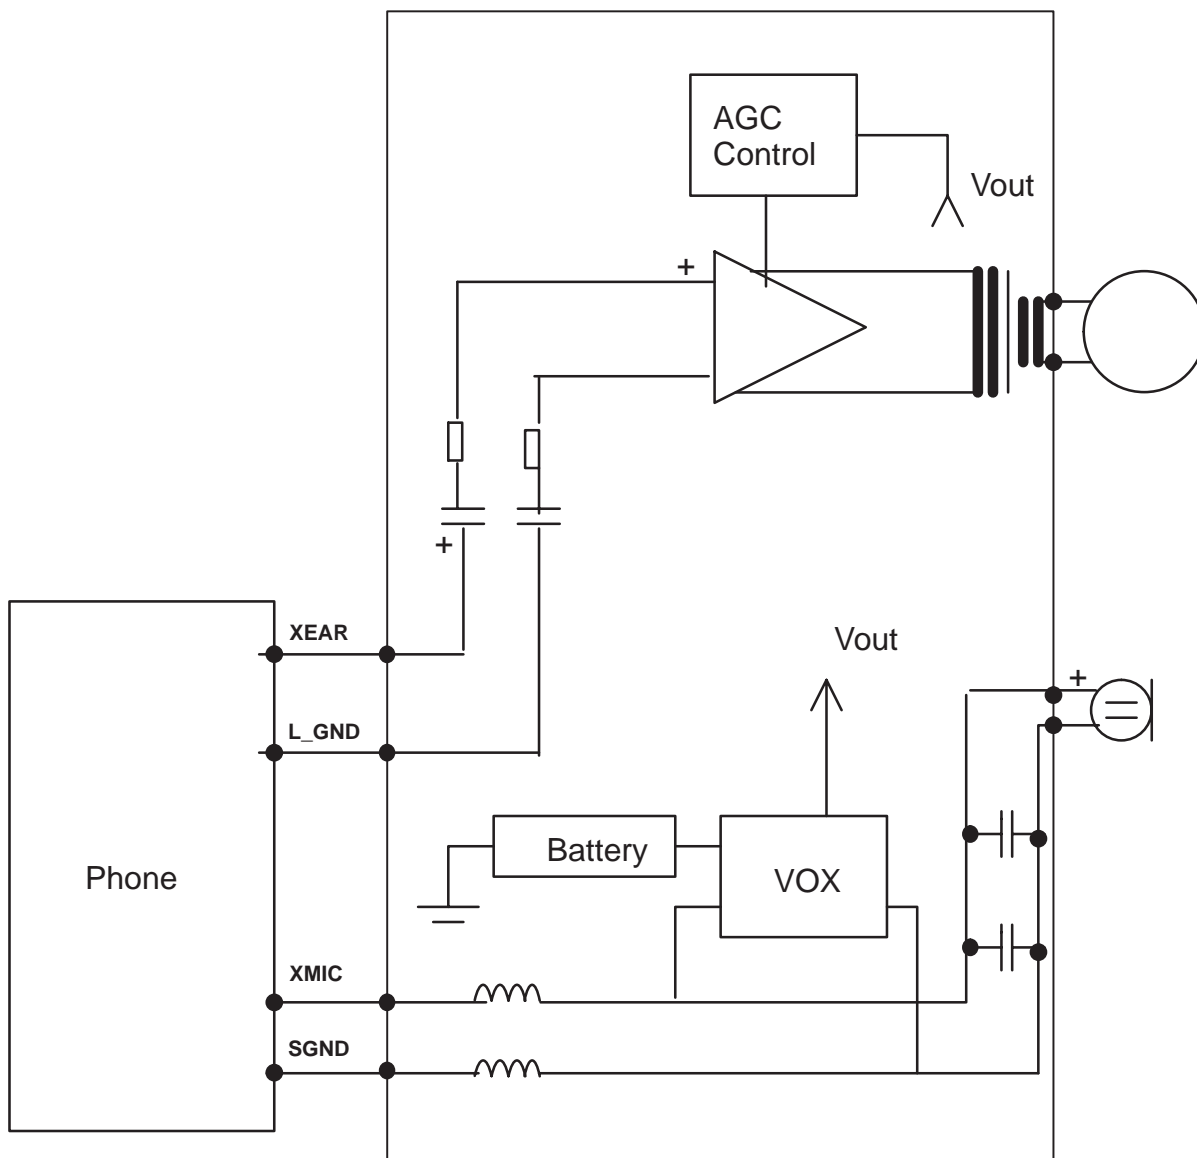 AGC
Control
Vout
+
+
XEAR
Vout
+
L_GND
Battery
VOX
Phone
XMIC
SGND